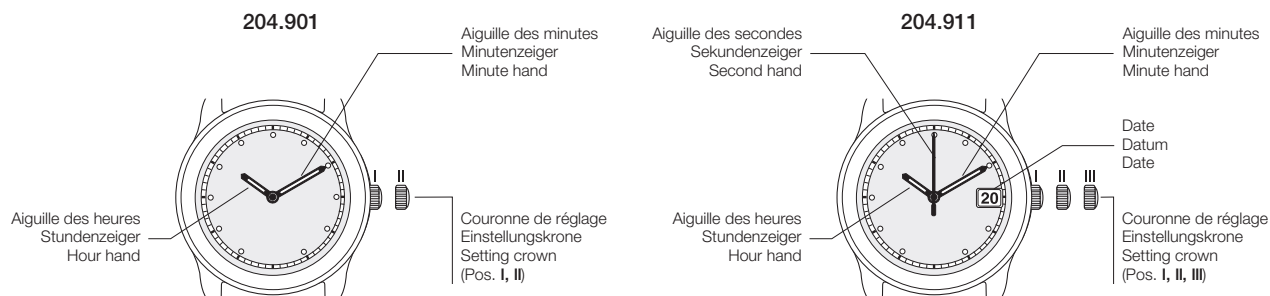 204.901
Aiguille des minutes
Minutenzeiger
Minute hand
I II
Aiguille des heures
Stundenzeiger
Hour hand
Couronne de réglage
Einstellungskrone
Setting crown
(Pos. I, II)
204.911
Aiguille des secondes
Sekundenzeiger
Second hand
Aiguille des minutes
Minutenzeiger
Minute hand
Date
Datum
Date
I II III
20
Aiguille des heures
Stundenzeiger
Hour hand
Couronne de réglage
Einstellungskrone
Setting crown
(Pos. I, II, III)